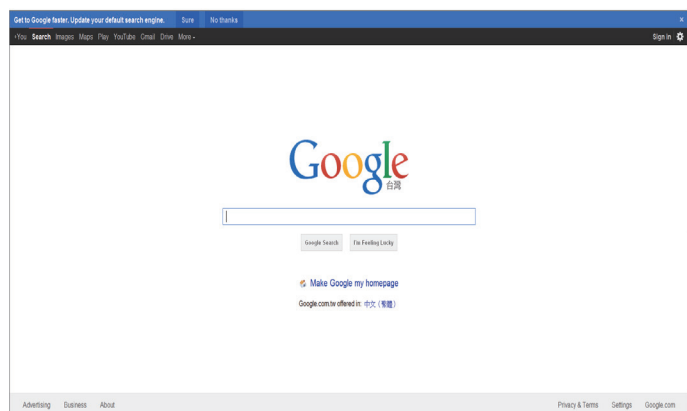 Get to Google faster. Update your default search engine. Sure No thanks x
+You Search Images Maps Play YouTube Gmail Drive More Sign in
Google
台灣
Google Search I'm Feeling Lucky
Make Google my homepage
Google.com.tw offered in: 中文 (繁體)
Advertising Business About Privacy & Terms Settings Google.com